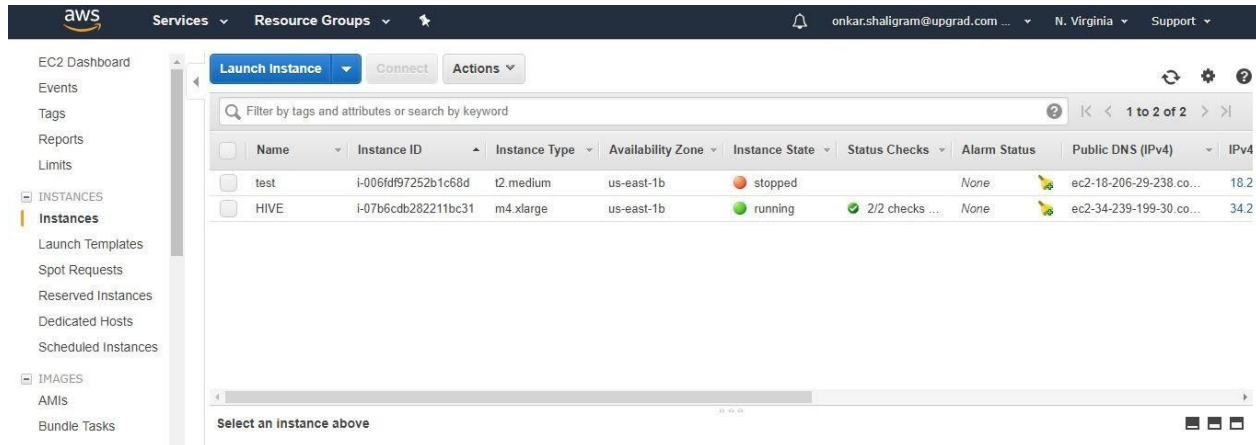 aws Services Resource Groups onkar.shaligram@upgrad.com ... N. Virginia Support
EC2 Dashboard
Events
Tags
Reports
Limits
INSTANCES
Instances
Launch Templates
Spot Requests
Reserved Instances
Dedicated Hosts
Scheduled Instances
IMAGES
AMIs
Bundle Tasks
Launch Instance Connect Actions
Filter by tags and attributes or search by keyword 1 to 2 of 2
Name Instance ID Instance Type Availability Zone Instance State Status Checks Alarm Status Public DNS (IPv4) IPv4
test i-006fdf97252b1c68d t2.medium us-east-1b stopped None ec2-18-206-29-238.co... 18.2
HIVE i-07b6cdb282211bc31 m4.xlarge us-east-1b running 2/2 checks ... None ec2-34-239-199-30.co... 34.2
Select an instance above